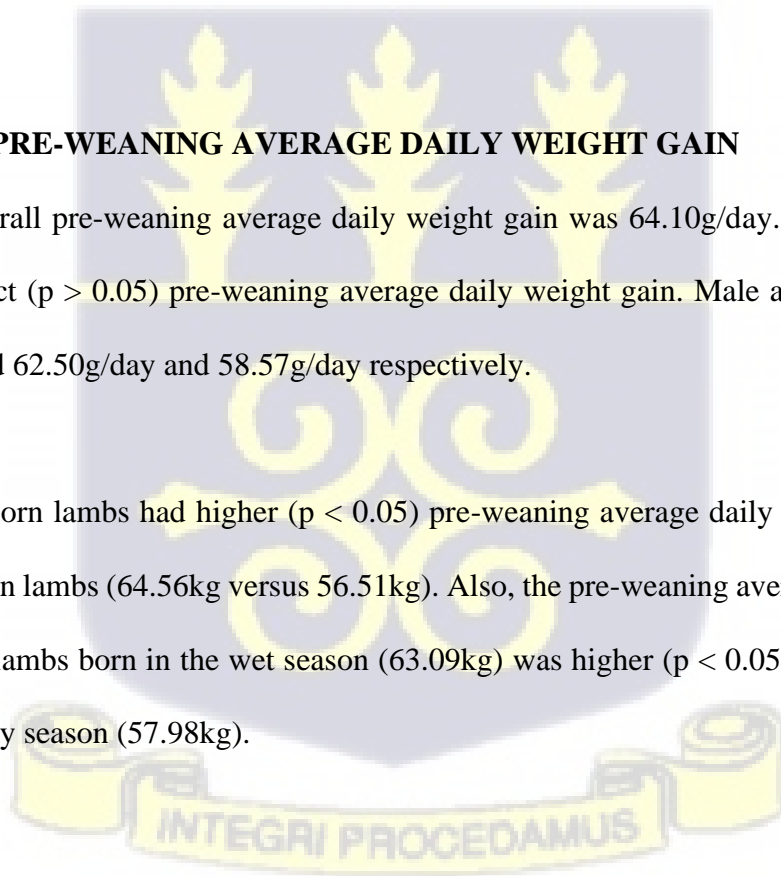 PRE-WEANING AVERAGE DAILY WEIGHT GAIN
rall pre-weaning average daily weight gain was 64.10g/day.
ct (p > 0.05) pre-weaning average daily weight gain. Male a
d 62.50g/day and 58.57g/day respectively.
orn lambs had higher (p < 0.05) pre-weaning average daily
n lambs (64.56kg versus 56.51kg). Also, the pre-weaning ave
lambs born in the wet season (63.09kg) was higher (p < 0.05
y season (57.98kg).
INTEGRI PROCEDAMUS